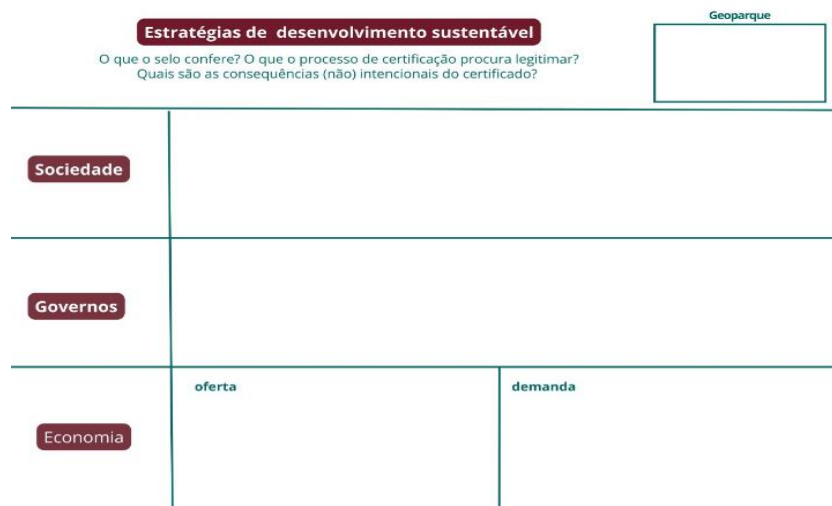 Estratégias de desenvolvimento sustentável
Geoparque
O que o selo confere? O que o processo de certificação procura legitimar?
Quais são as consequências (não) intencionais do certificado?
Sociedade
Governos
oferta
demanda
Economia